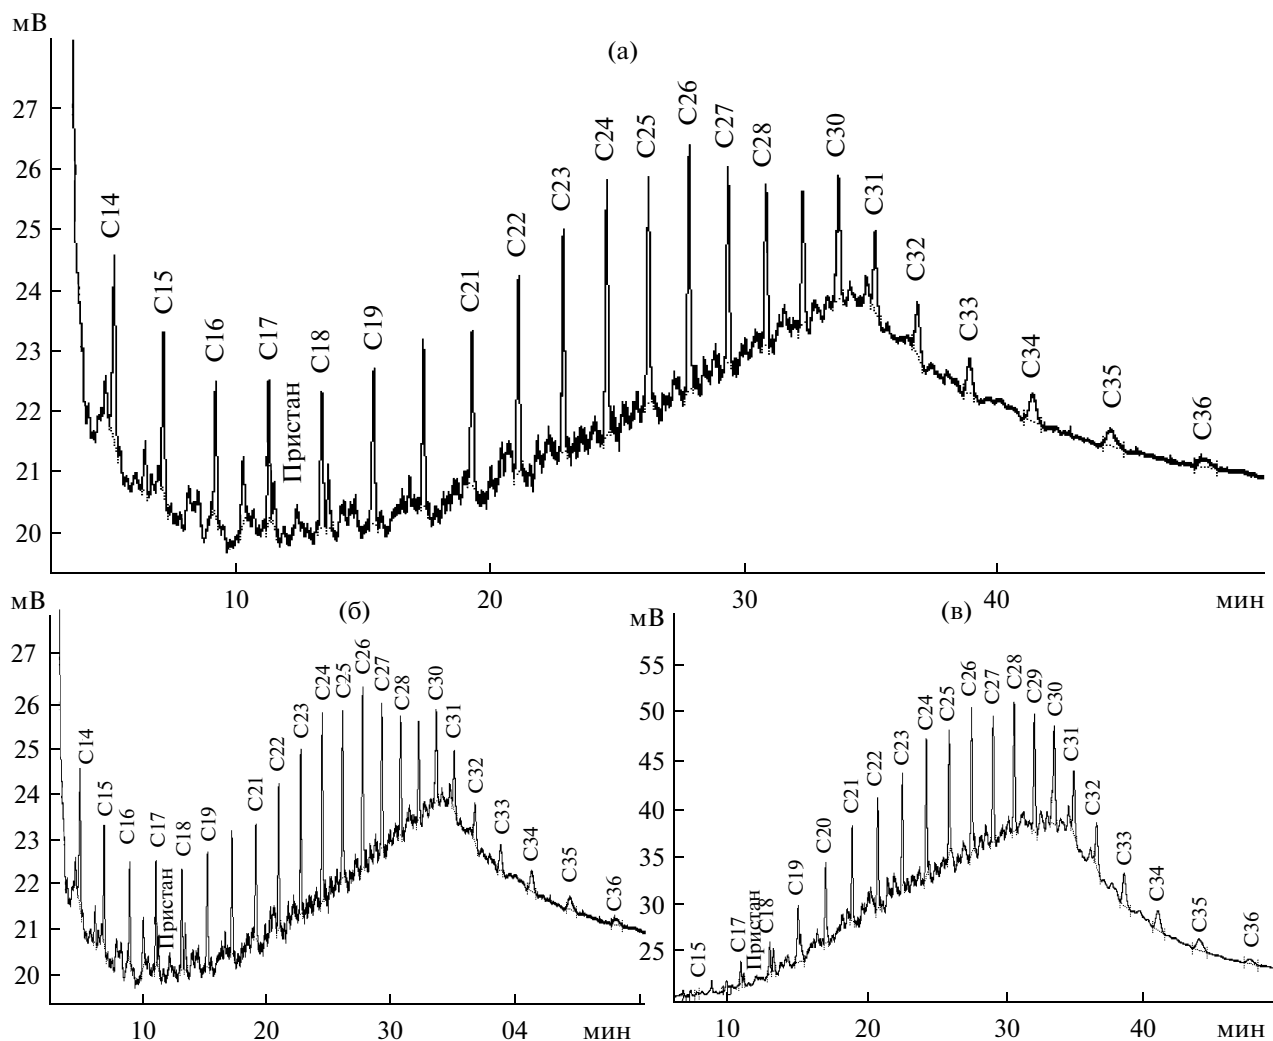 мВ
(а)
27
26
25
24
23
22
21
20
C14
C15
C16
C17
Пристан
C18
C19
C21
C22
C23
C24
C25
C26
C27
C28
C30
C31
C32
C33
C34
C35
C36
10
20
30
40
мин
мВ
(б)
27
26
25
24
23
22
21
20
C14
C15
C16
C17
Пристан
C18
C19
C21
C22
C23
C24
C25
C26
C27
C28
C30
C31
C32
C33
C34
C35
C36
10
20
30
04
мин
мВ
(в)
55
50
45
40
35
30
25
C15
C17
Пристан
C18
C19
C20
C21
C22
C23
C24
C25
C26
C27
C28
C29
C30
C31
C32
C33
C34
C35
C36
10
20
30
40
мин